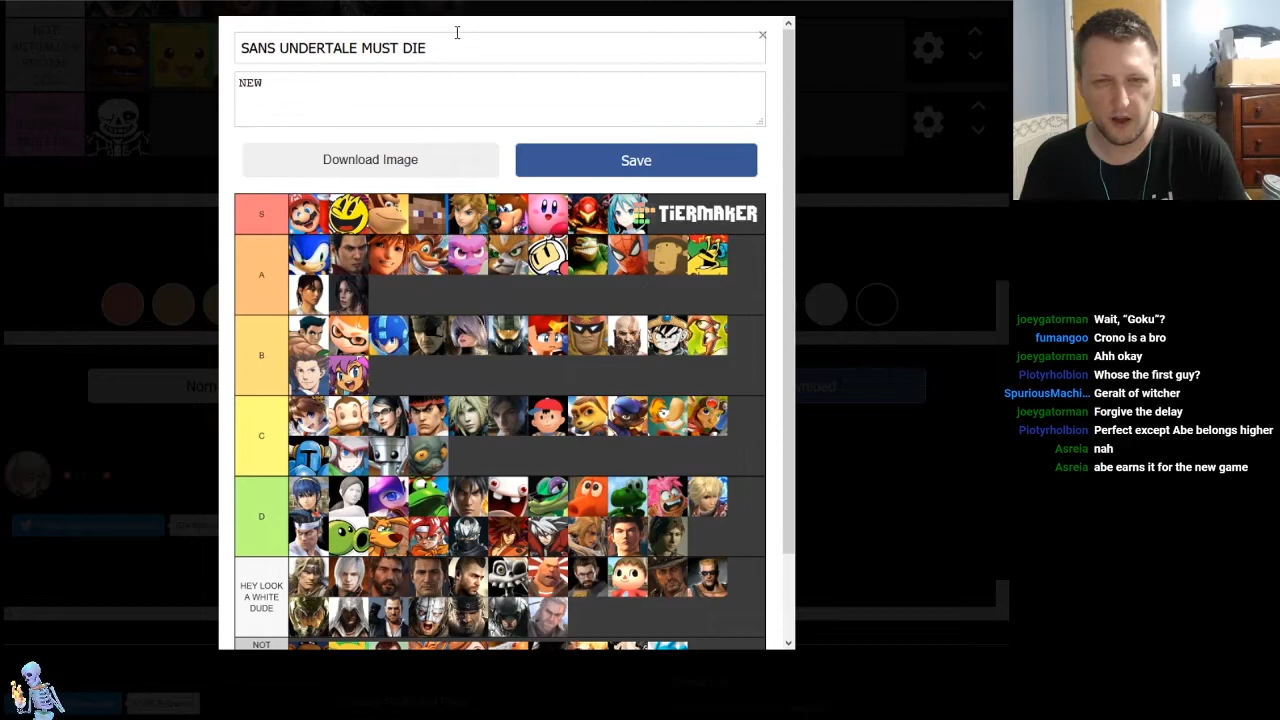 SANS UNDERTALE MUST DIE
×
NEW
Download Image
Save
S
TIERMAKER
A
B
C
D
HEY LOOK
A WHITE
DUDE
NOT
joeygatorman Wait, “Goku”?
fumangoo Crono is a bro
joeygatorman Ahh okay
Piotyrholbion Whose the first guy?
SpuriousMachi... Geralt of witcher
joeygatorman Forgive the delay
Piotyrholbion Perfect except Abe belongs higher
Asreia nah
Asreia abe earns it for the new game